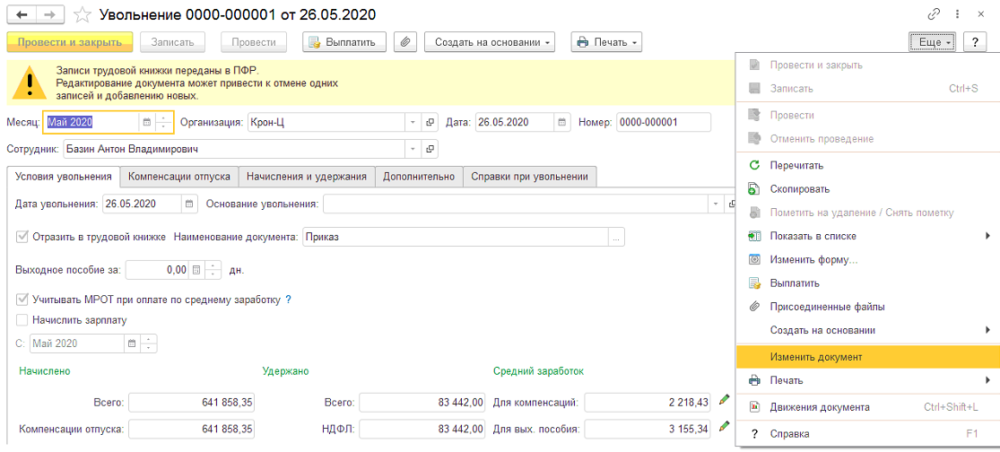 Увольнение 0000-000001 от 26.05.2020
Провести и закрыть Записать Провести Выплатить Создать на основании Печать Еще ?
Записи трудовой книжки переданы в ПФР.
Редактирование документа может привести к отмене одних
записей и добавлению новых.
Месяц: Май 2020 Организация: Крон-Ц Дата: 26.05.2020 Номер: 0000-000001
Сотрудник: Базин Антон Владимирович
Условия увольнения Компенсации отпуска Начисления и удержания Дополнительно Справки при увольнении
Дата увольнения: 26.05.2020 Основание увольнения:
Отразить в трудовой книжке Наименование документа: Приказ ...
Выходное пособие за: 0,00 дн.
Учитывать МРОТ при оплате по среднему заработку ?
Начислить зарплату
С: Май 2020
Начислено Удержано Средний заработок
Всего: 641 858,35 Всего: 83 442,00 Для компенсаций: 2 218,43
Компенсации отпуска: 641 858,35 НДФЛ: 83 442,00 Для вых. пособия: 3 155,34
Провести и закрыть
Записать Ctrl+S
Провести
Отменить проведение
Перечитать
Скопировать
Пометить на удаление / Снять пометку
Показать в списке
Изменить форму...
Выплатить
Присоединенные файлы
Создать на основании
Изменить документ
Печать
Движения документа Ctrl+Shift+L
? Справка F1